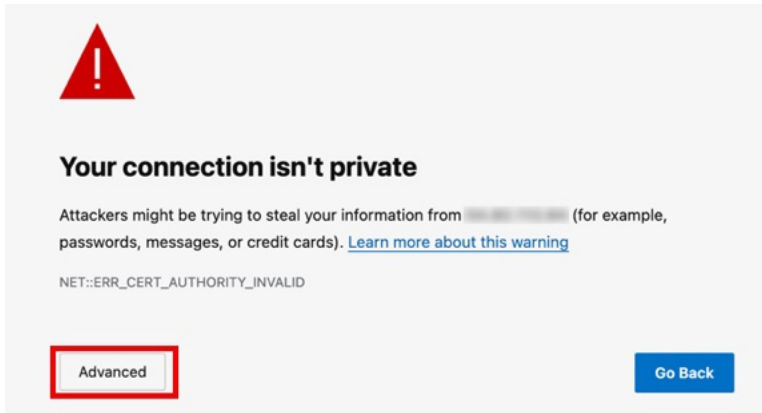 Your connection isn't private
Attackers might be trying to steal your information from (for example,
passwords, messages, or credit cards). Learn more about this warning
NET::ERR_CERT_AUTHORITY_INVALID
Advanced
Go Back